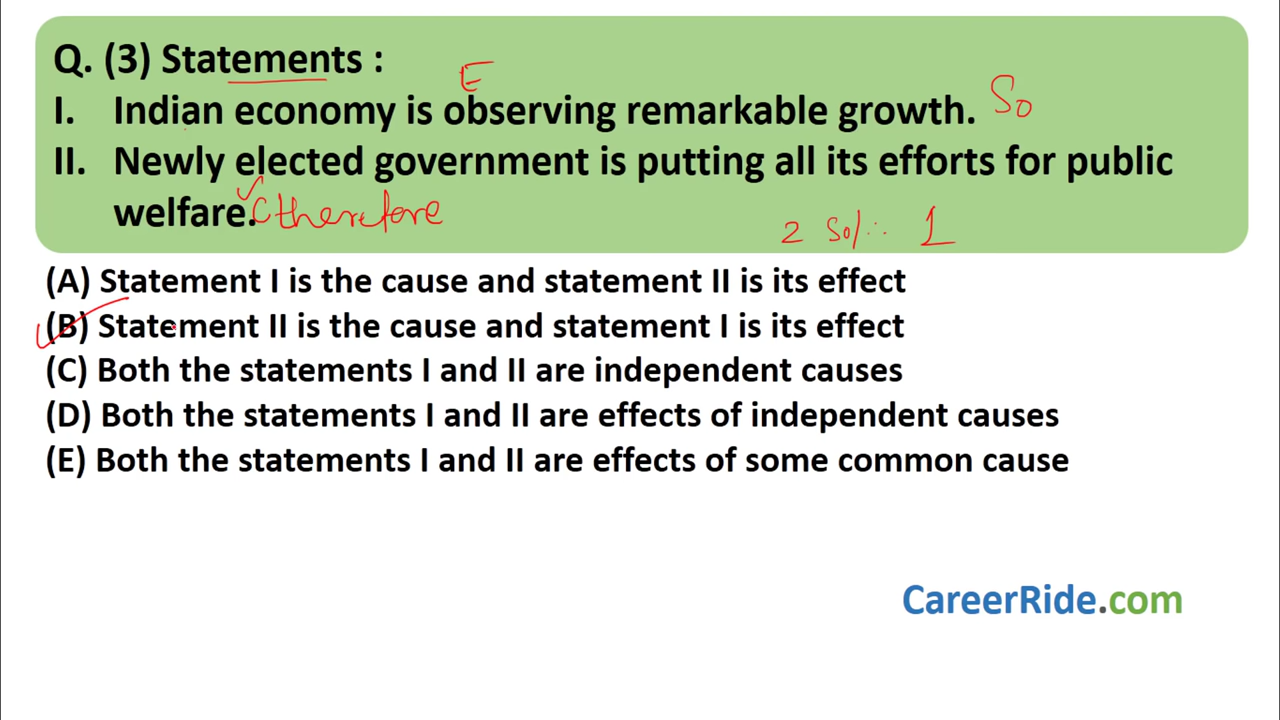 Q. (3) Statements :
E
I. Indian economy is observing remarkable growth. So
II. Newly elected government is putting all its efforts for public
welfare. C therefore
2 So/∴ 1
(A) Statement I is the cause and statement II is its effect
(B) Statement II is the cause and statement I is its effect
(C) Both the statements I and II are independent causes
(D) Both the statements I and II are effects of independent causes
(E) Both the statements I and II are effects of some common cause
CareerRide.com